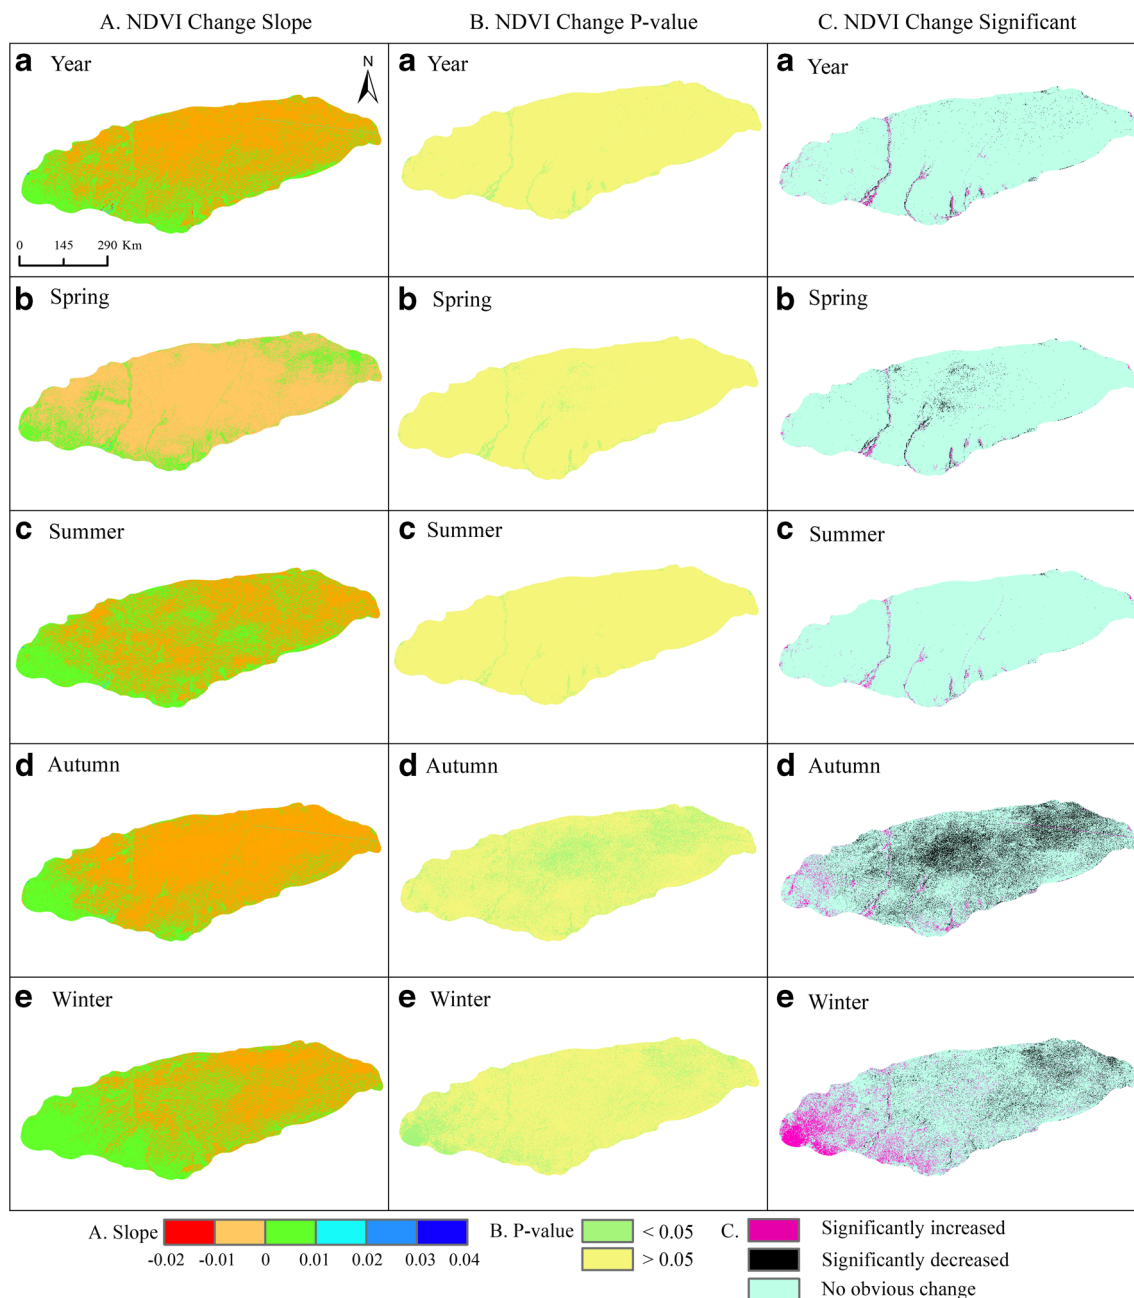 A. NDVI Change Slope
B. NDVI Change P-value
C. NDVI Change Significant
a Year
N
0 145 290 Km
a Year
a Year
b Spring
b Spring
b Spring
c Summer
c Summer
c Summer
d Autumn
d Autumn
d Autumn
e Winter
e Winter
e Winter
A. Slope
-0.02 -0.01 0 0.01 0.02 0.03 0.04
B. P-value
< 0.05
> 0.05
C.
Significantly increased
Significantly decreased
No obvious change